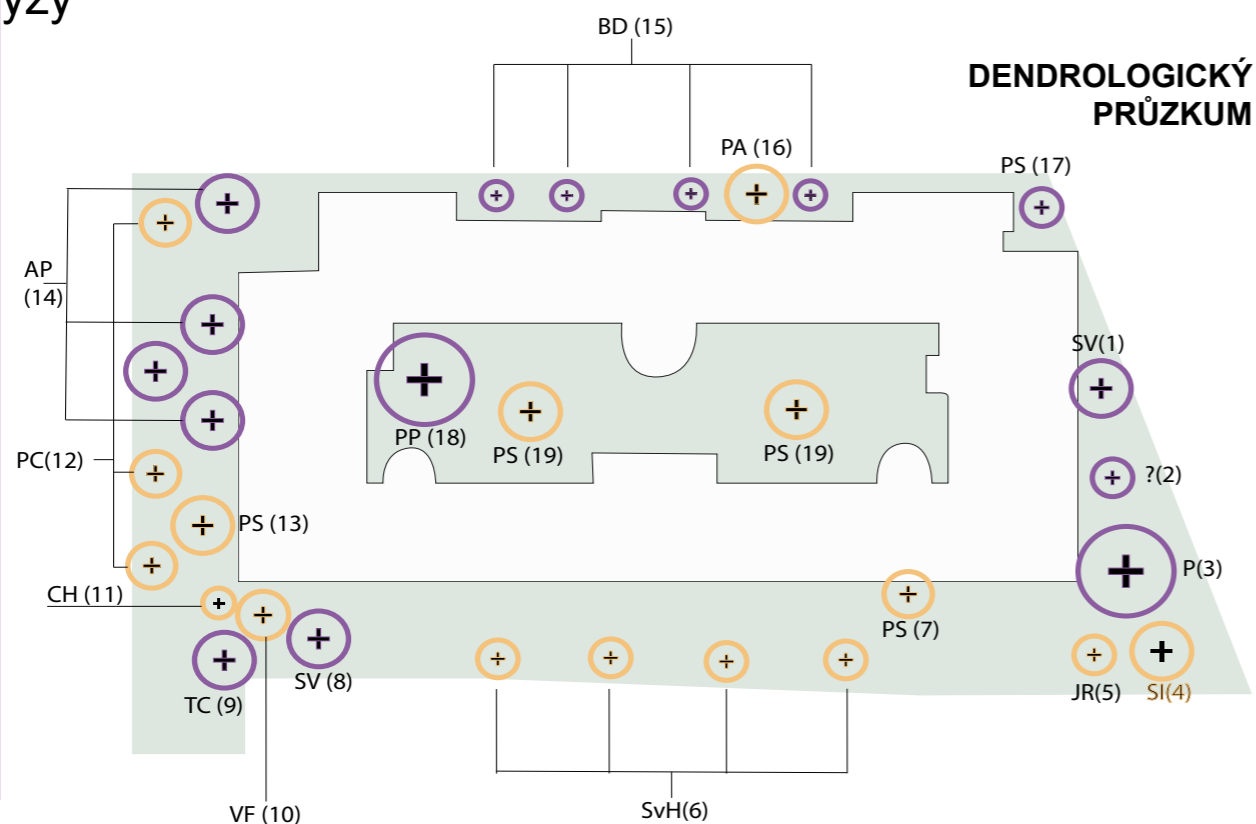 BD (15)
DENDROLOGICKÝ
PRŮZKUM
PA (16)
PS (17)
AP
(14)
SV(1)
PP (18)
PS (19)
PS (19)
PC(12)
?(2)
PS (13)
P(3)
CH (11)
PS (7)
SV (8)
TC (9)
JR(5)
SI(4)
VF (10)
SvH(6)